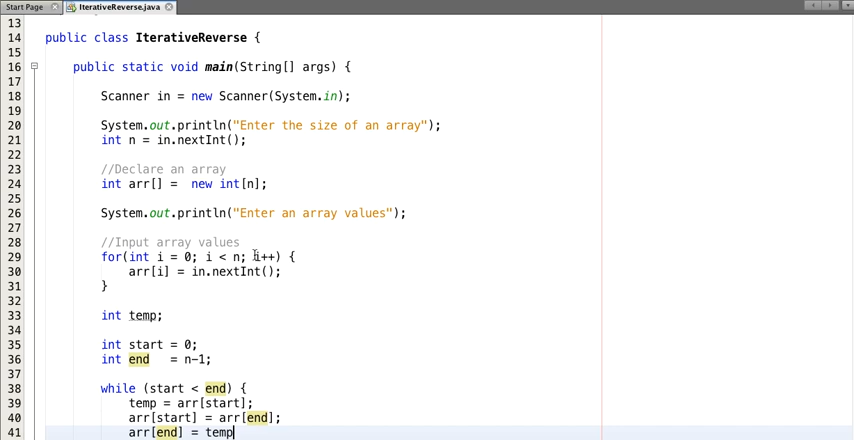 Start Page
IterativeReverse.java
13
14 public class IterativeReverse {
15
16 public static void main(String[] args) {
17
18 Scanner in = new Scanner(System.in);
19
20 System.out.println("Enter the size of an array");
21 int n = in.nextInt();
22
23 //Declare an array
24 int arr[] =  new int[n];
25
26 System.out.println("Enter an array values");
27
28 //Input array values
29 for(int i = 0; i < n; i++) {
30 arr[i] = in.nextInt();
31 }
32
33 int temp;
34
35 int start = 0;
36 int end   = n-1;
37
38 while (start < end) {
39 temp = arr[start];
40 arr[start] = arr[end];
41 arr[end] = temp